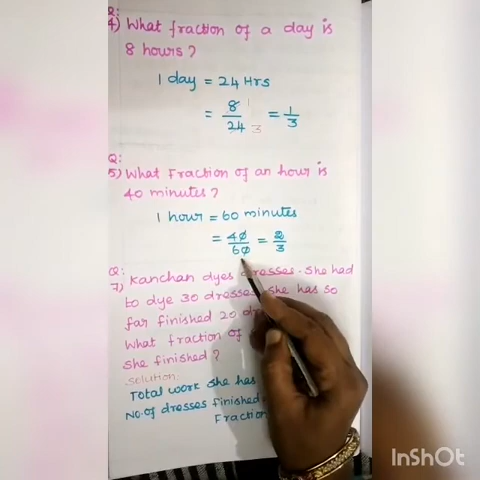 Q:
4) What fraction of a day is
8 hours?
1 day = 24 Hrs
= 8/24 1 3 = 1/3
Q:
5) What Fraction of an hour is
40 minutes?
1 hour = 60 minutes
= 40/60 = 2/3
Q:
7) Kanchan dyes dresses. She had
to dye 30 dresses. She has so
far finished 20
What fraction of
She finished?
Solution
Total work she has
No. of dresses finished
Fraction
InShOt